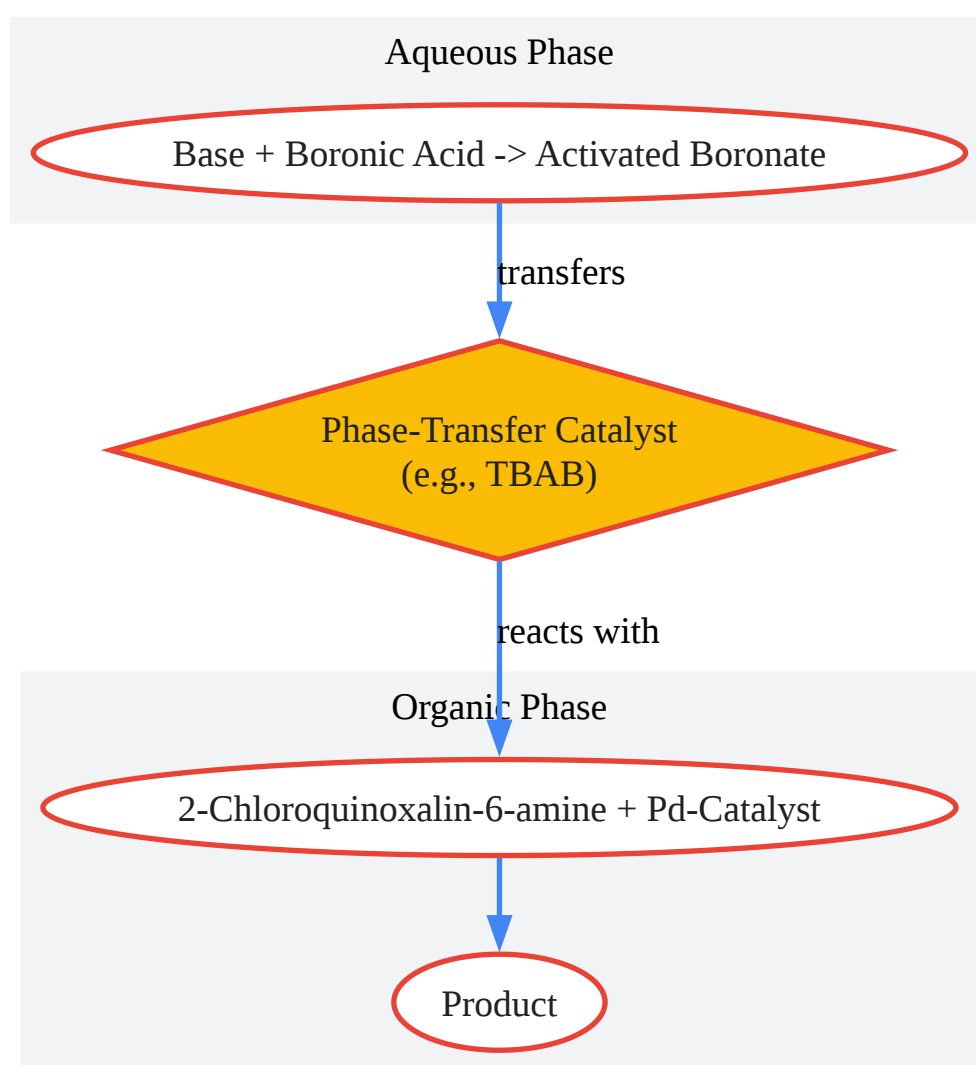 Aqueous Phase
Base + Boronic Acid -> Activated Boronate
transfers
Phase-Transfer Catalyst
(e.g., TBAB)
reacts with
Organic Phase
2-Chloroquinoxalin-6-amine + Pd-Catalyst
Product